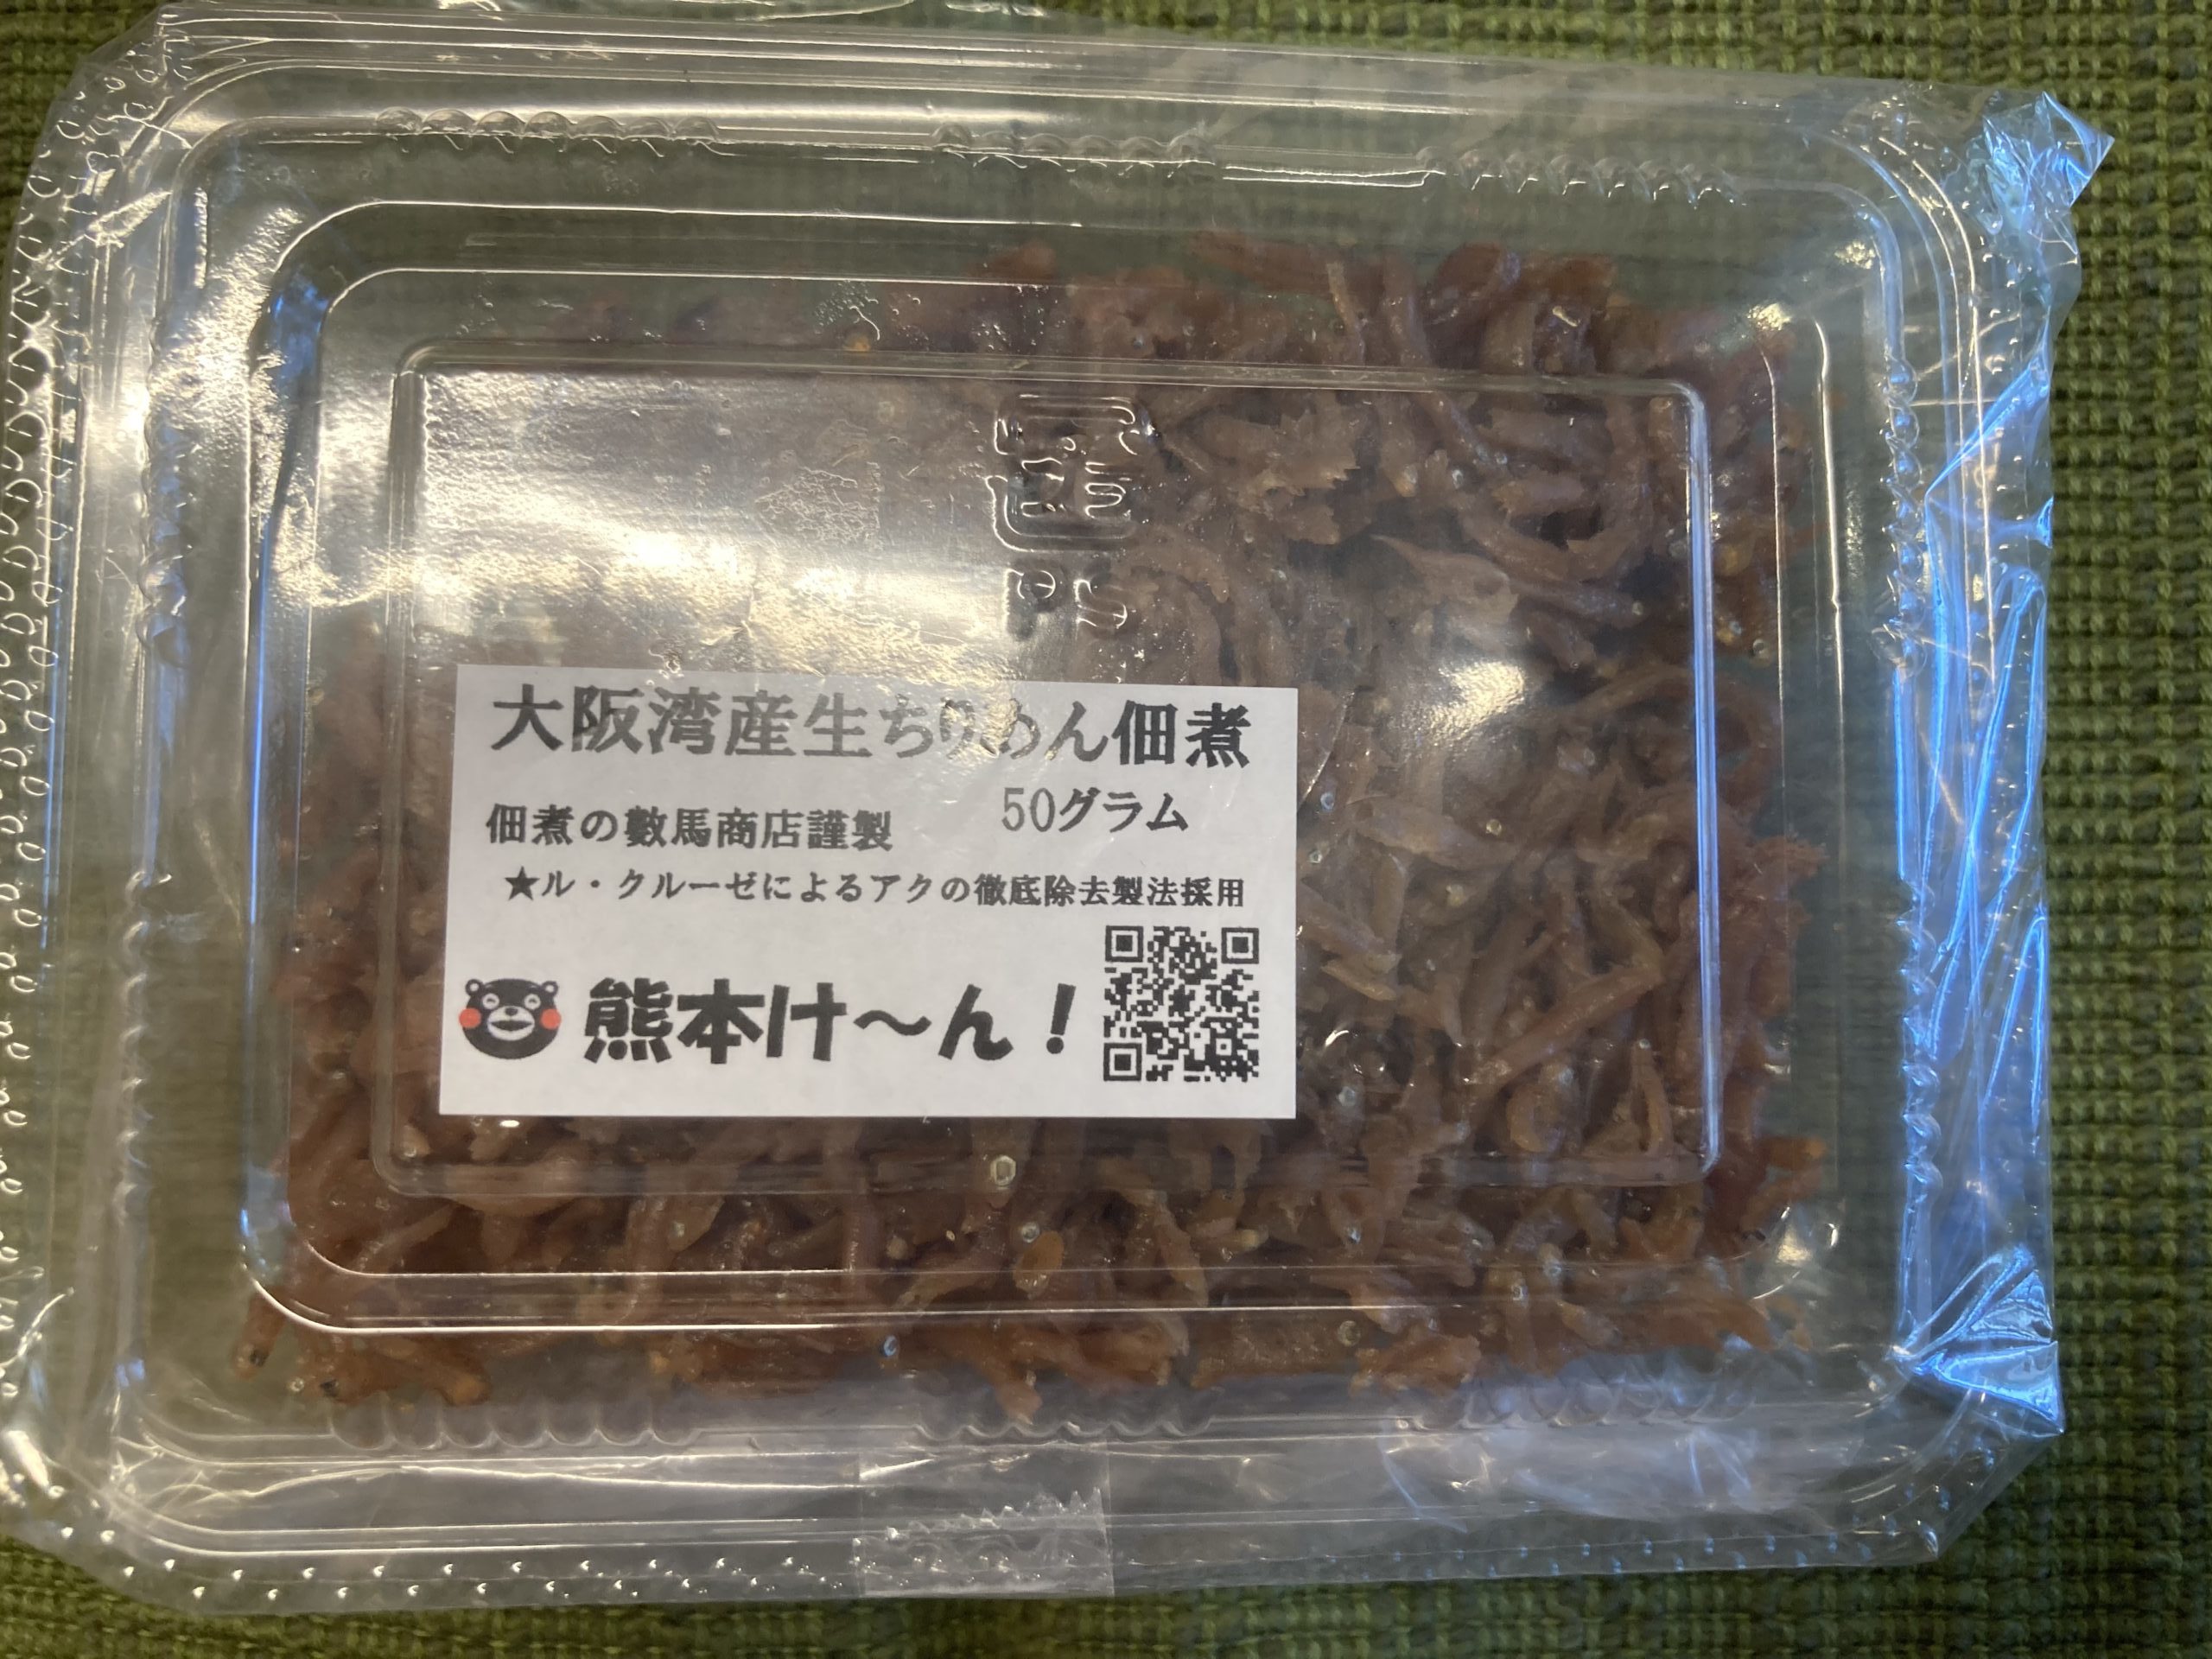 大阪湾産生ちりめん佃煮
佃煮の數馬商店謹製 50グラム
★ル・クルーゼによるアクの徹底除去製法採用
熊本け〜ん！